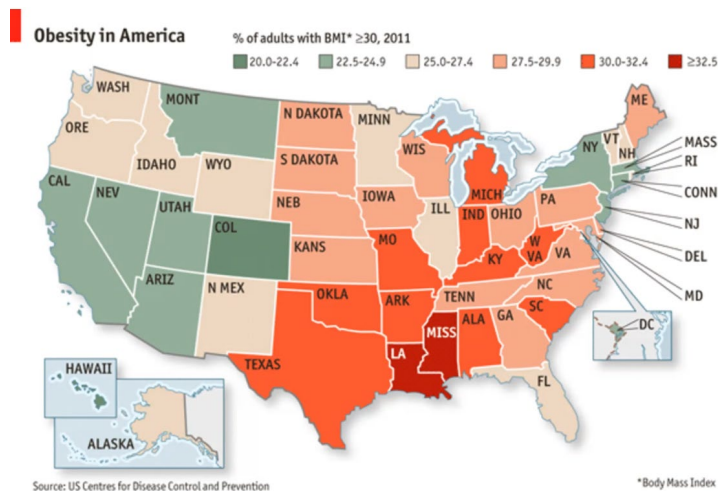 Obesity in America
% of adults with BMI* ≥30, 2011
20.0-22.4
22.5-24.9
25.0-27.4
27.5-29.9
30.0-32.4
≥32.5
WASH
MONT
N DAKOTA
MINN
ME
ORE
IDAHO
WYO
S DAKOTA
WIS
MICH
NY
VT
NH
MASS
RI
CONN
CAL
NEV
UTAH
COL
NEB
IOWA
ILL
IND
OHIO
PA
NJ
KANS
MO
KY
W
VA
VA
DEL
MD
ARIZ
N MEX
OKLA
ARK
TENN
NC
SC
DC
TEXAS
LA
MISS
ALA
GA
FL
HAWAII
ALASKA
Source: US Centres for Disease Control and Prevention
*Body Mass Index